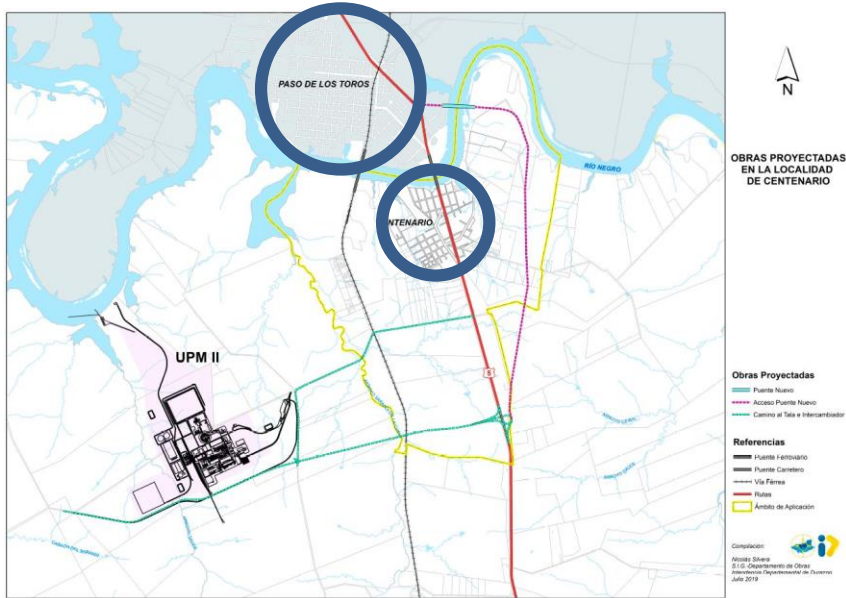 PASO DE LOS TOROS
NTENARIO
RÍO NEGRO
UPM II
5
N
OBRAS PROYECTADAS
EN LA LOCALIDAD
DE CENTENARIO
Obras Proyectadas
Puente Nuevo
Acceso Puente Nuevo
Camino al Tala e Intercambiador
Referencias
Puente Ferroviario
Puente Carretero
Vía Férrea
Rutas
Ámbito de Aplicación
Compilación:
Nicolás Silvera
S.I.G.-Departamento de Obras
Intendencia Departamental de Durazno
Julio 2019